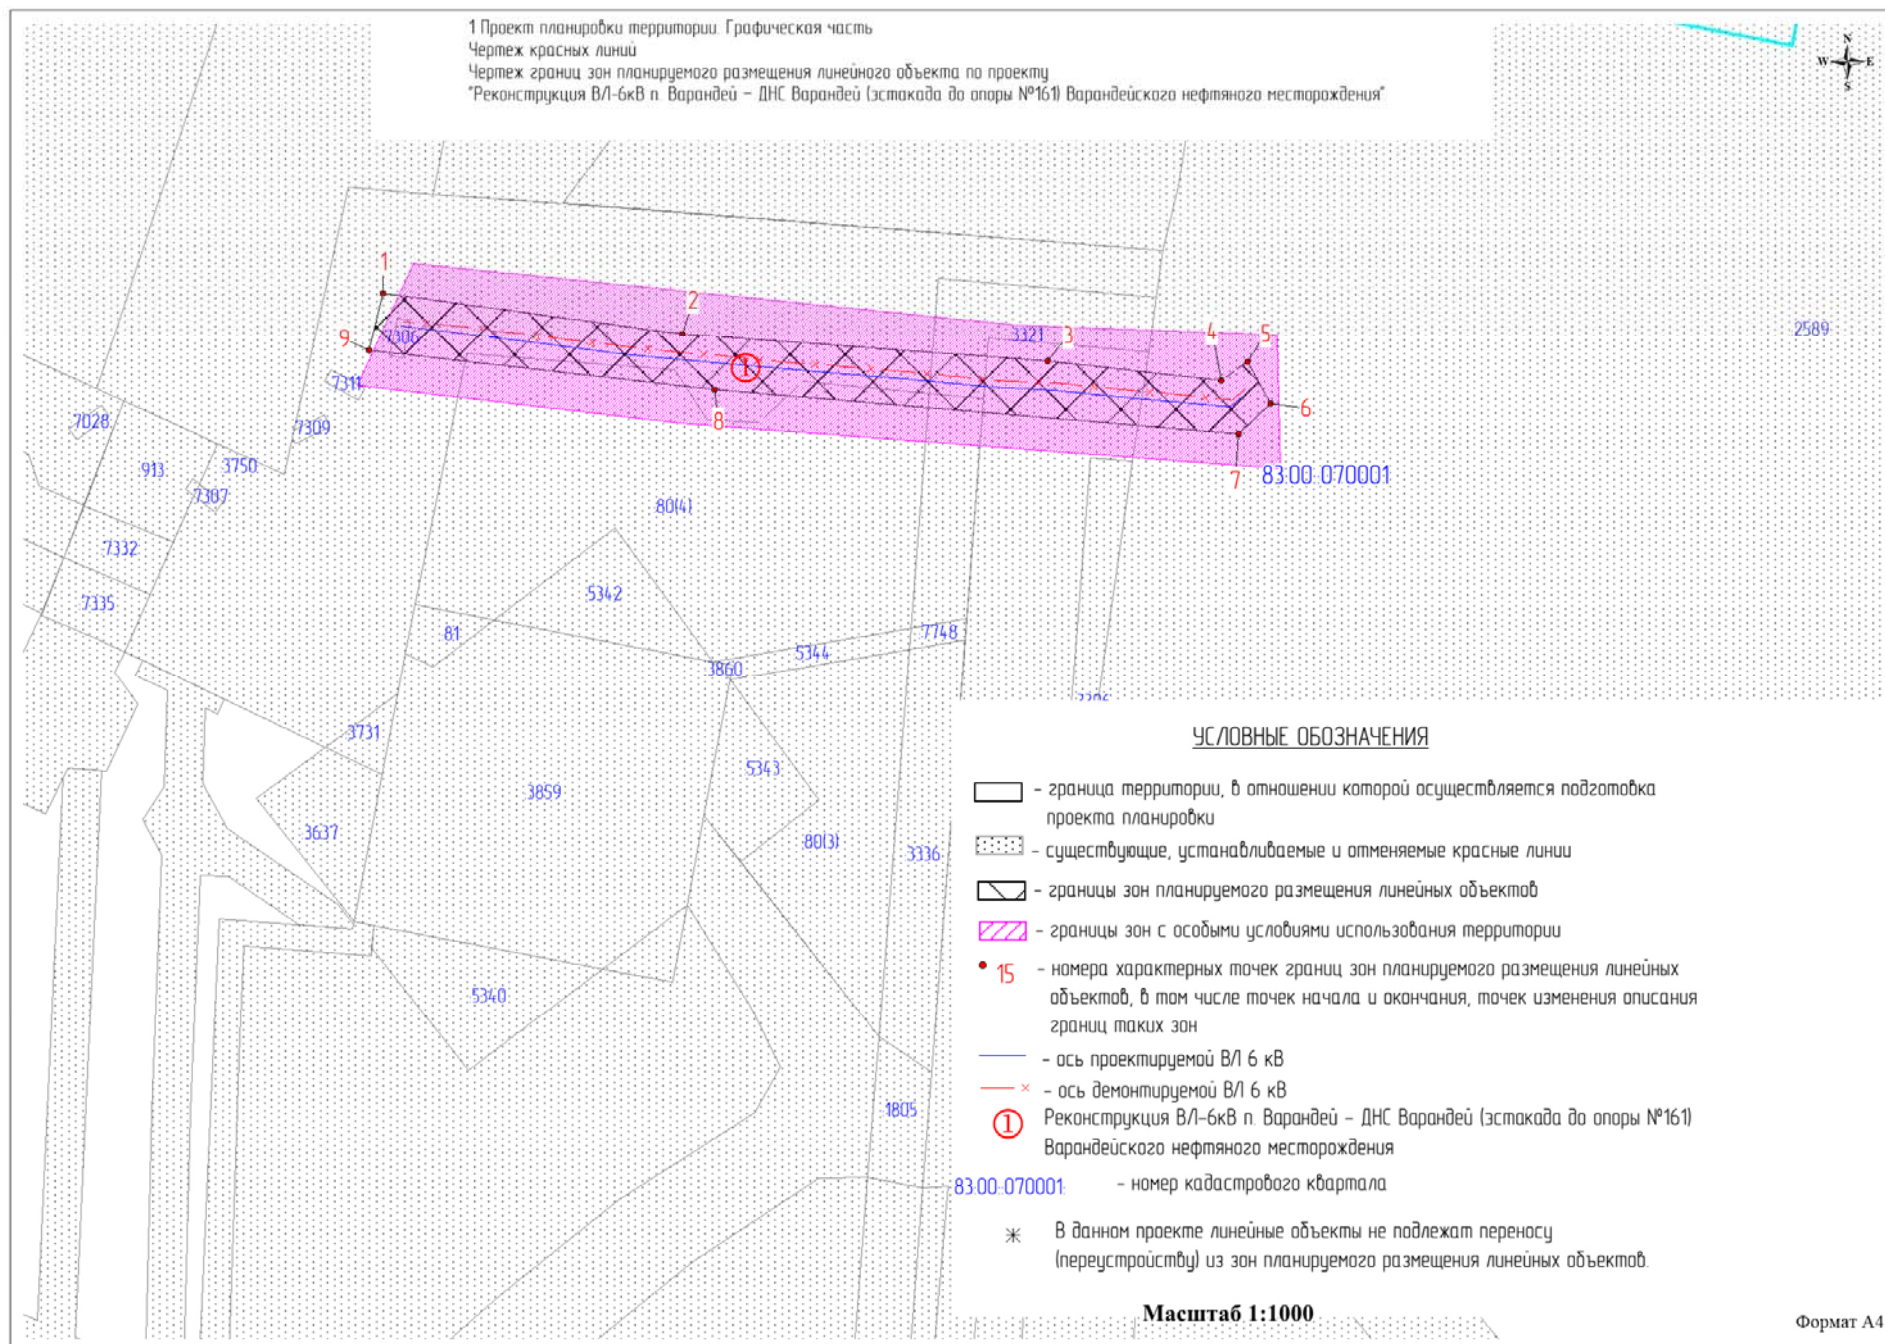 1 Проект планировки территории. Графическая часть
Чертеж красных линий
Чертеж границ зон планируемого размещения линейного объекта по проекту
"Реконструкция ВЛ-6кВ п. Варандей – ДНС Варандей (эстакада до опоры №161) Варандейского нефтяного месторождения"
N
W E
S
1
2
3
4
5
6
7
8
9
1
:7306
:3321
:2589
:7311
:7028
:7309
:913
:3750
:7307
83:00::070001
:80(4)
:7332
:7335
:5342
:81
:7748
:5344
:3860
:3731
:5343
:3859
:3637
:80(3)
:3336
:5340
:1805
УСЛОВНЫЕ ОБОЗНАЧЕНИЯ
- граница территории, в отношении которой осуществляется подготовка
проекта планировки
- существующие, устанавливаемые и отменяемые красные линии
- границы зон планируемого размещения линейных объектов
- границы зон с особыми условиями использования территории
15 - номера характерных точек границ зон планируемого размещения линейных
объектов, в том числе точек начала и окончания, точек изменения описания
границ таких зон
- ось проектируемой ВЛ 6 кВ
- ось демонтируемой ВЛ 6 кВ
1 Реконструкция ВЛ-6кВ п. Варандей – ДНС Варандей (эстакада до опоры №161)
Варандейского нефтяного месторождения
83:00::070001: - номер кадастрового квартала
* В данном проекте линейные объекты не подлежат переносу
(переустройству) из зон планируемого размещения линейных объектов.
Масштаб 1:1000
Формат А4